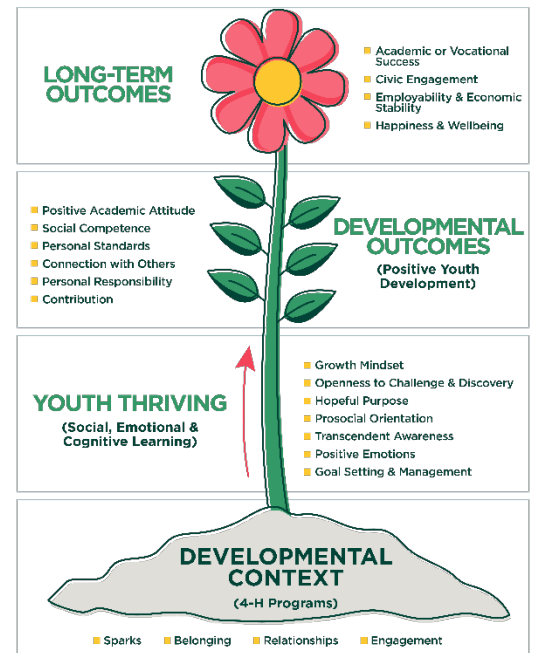 LONG-TERM
OUTCOMES
Academic or Vocational
Success
Civic Engagement
Employability & Economic
Stability
Happiness & Wellbeing
Positive Academic Attitude
Social Competence
Personal Standards
Connection with Others
Personal Responsibility
Contribution
DEVELOPMENTAL
OUTCOMES
(Positive Youth
Development)
YOUTH THRIVING
(Social, Emotional &
Cognitive Learning)
Growth Mindset
Openness to Challenge & Discovery
Hopeful Purpose
Prosocial Orientation
Transcendent Awareness
Positive Emotions
Goal Setting & Management
DEVELOPMENTAL
CONTEXT
(4-H Programs)
Sparks Belonging Relationships Engagement